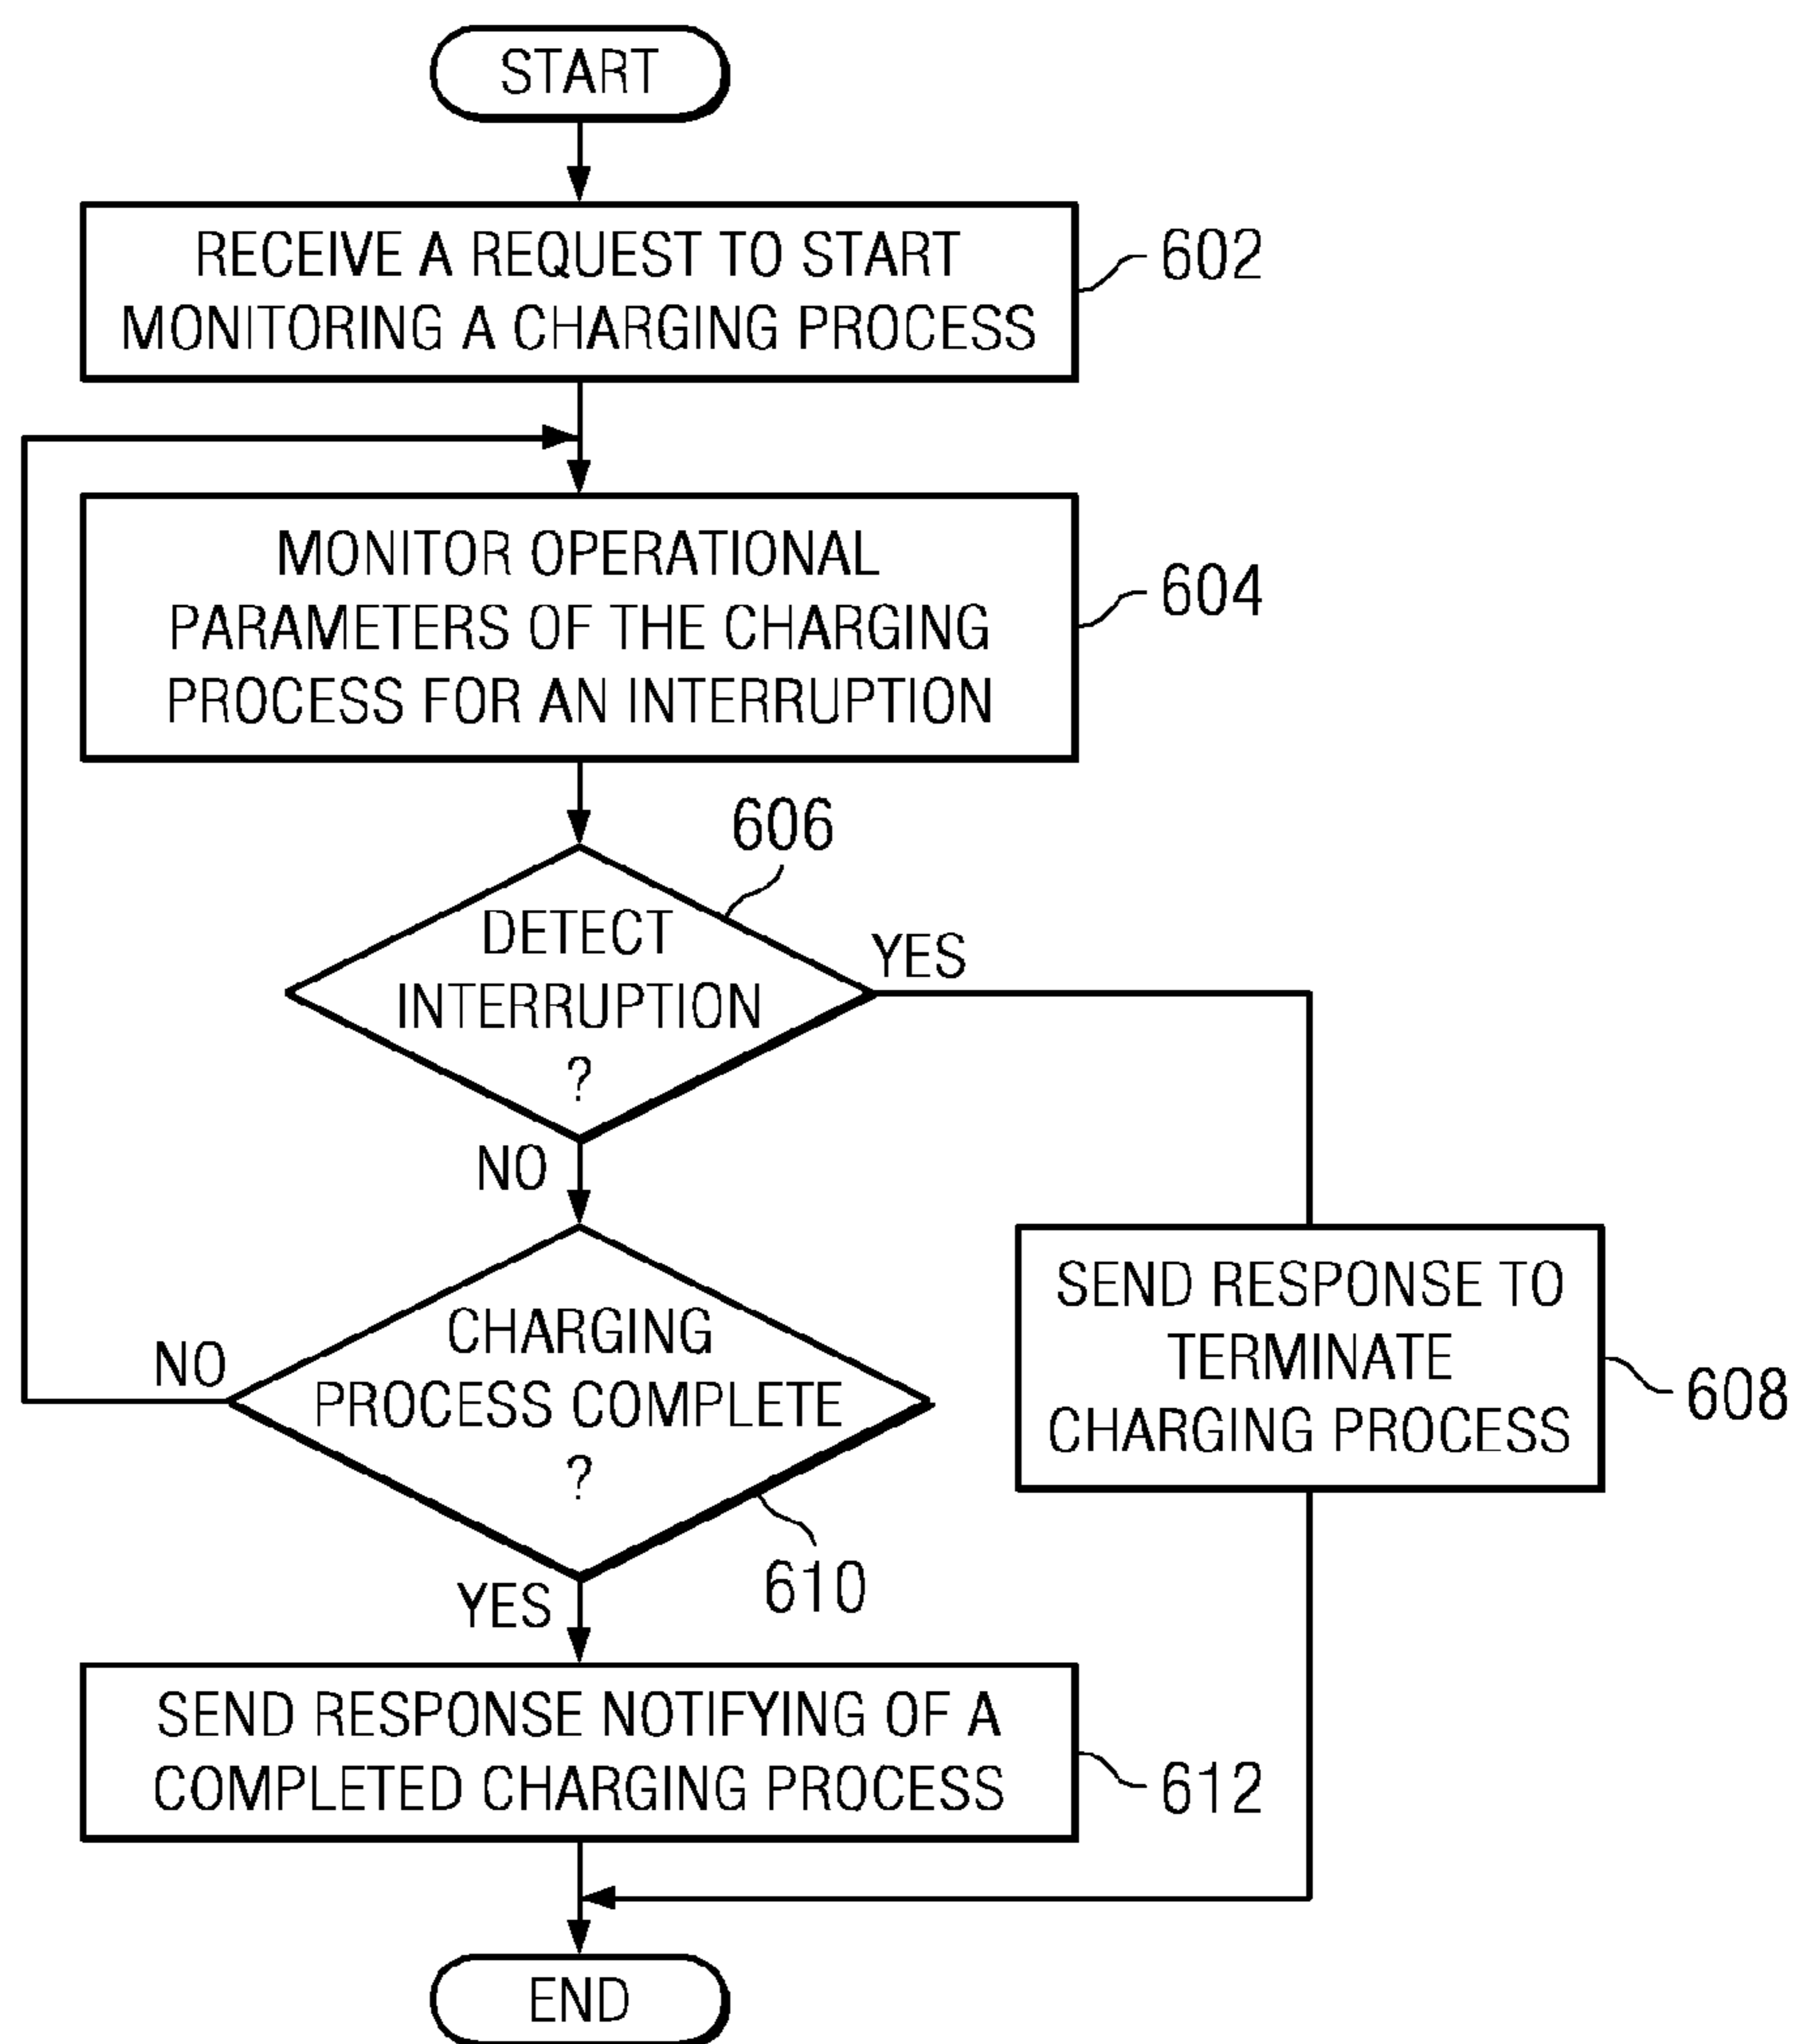 START
RECEIVE A REQUEST TO START
MONITORING A CHARGING PROCESS
602
MONITOR OPERATIONAL
PARAMETERS OF THE CHARGING
PROCESS FOR AN INTERRUPTION
604
606
DETECT
INTERRUPTION
?
YES
NO
CHARGING
PROCESS COMPLETE
?
NO
610
YES
SEND RESPONSE TO
TERMINATE
CHARGING PROCESS
608
SEND RESPONSE NOTIFYING OF A
COMPLETED CHARGING PROCESS
612
END